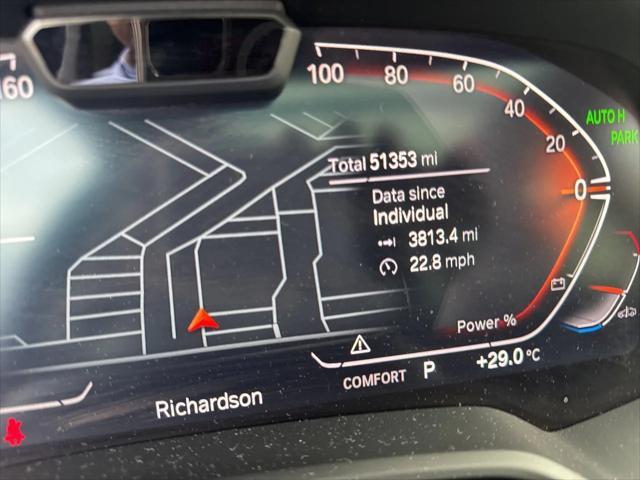 160
100
80
60
40
20
0
AUTO H
PARK
Total 51353 mi
Data since
Individual
3813.4 mi
22.8 mph
Power %
COMFORT P +29.0 °C
Richardson